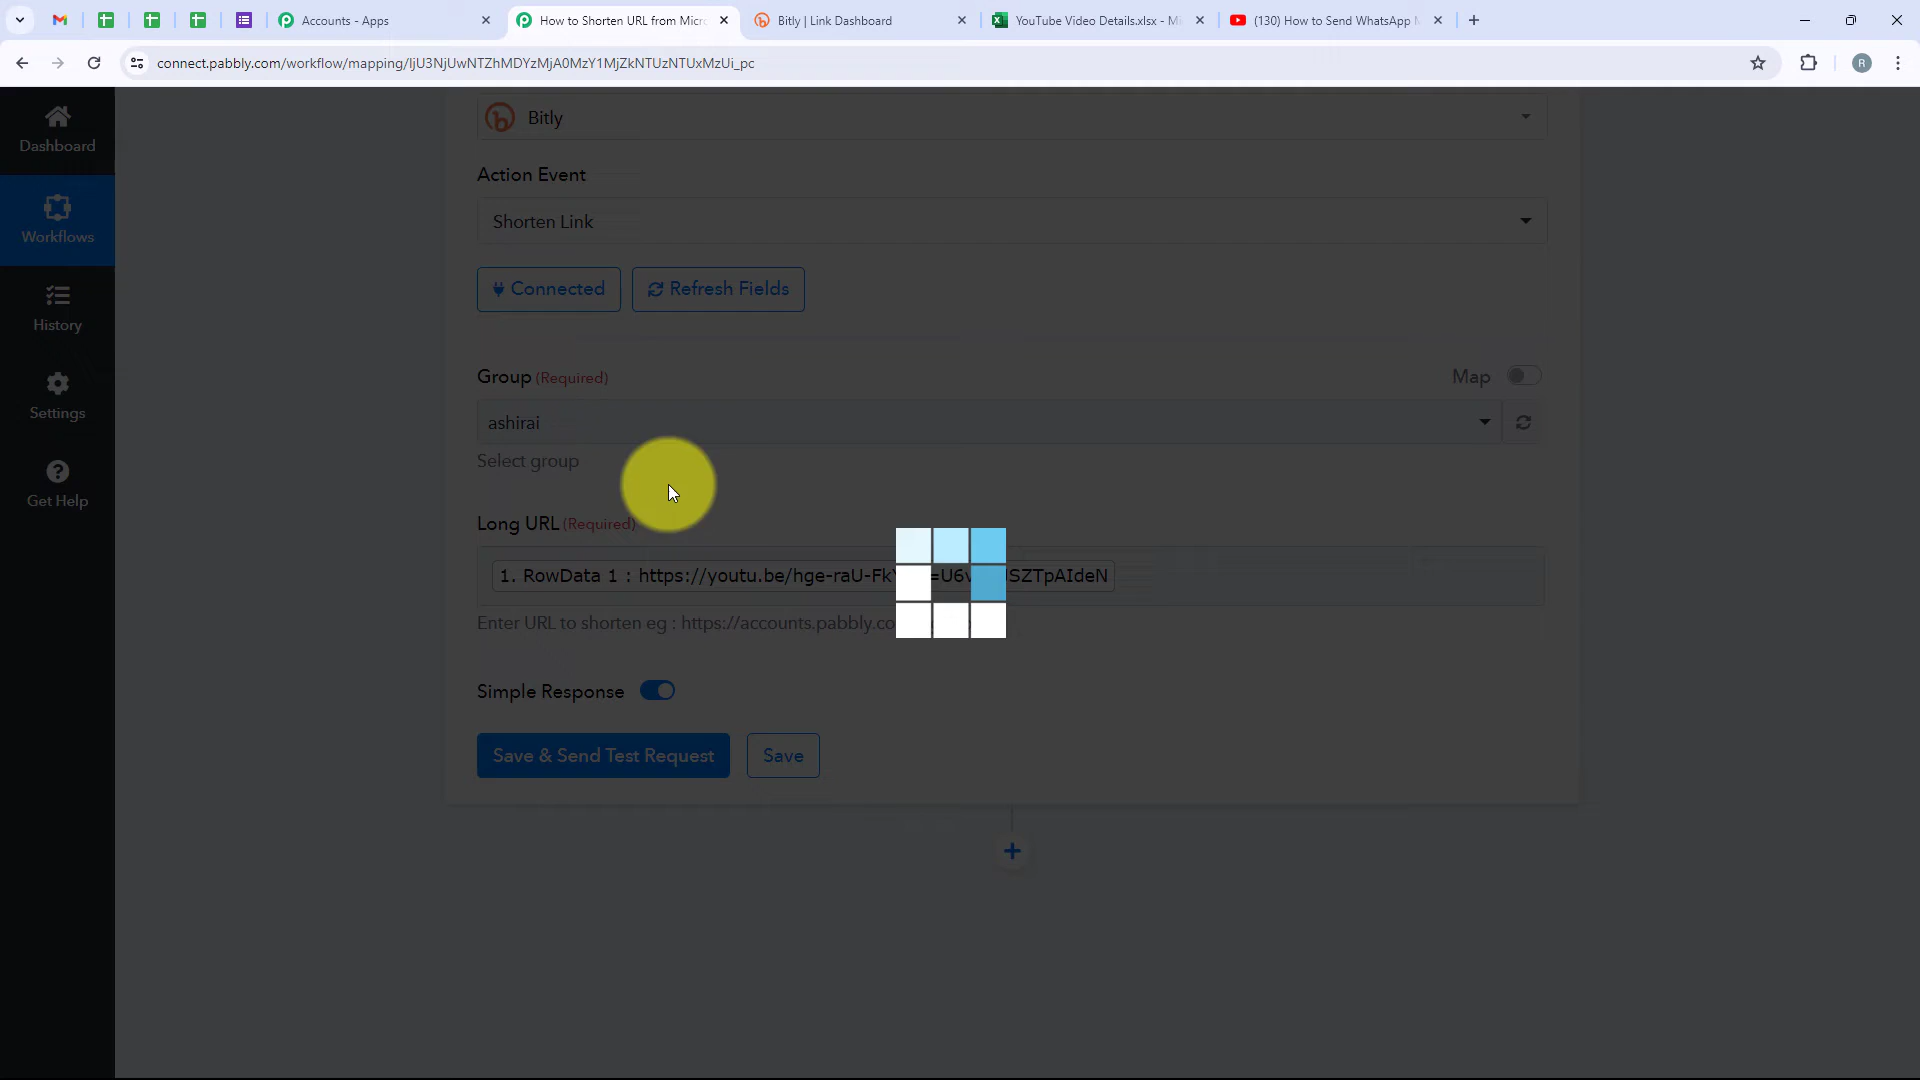 Accounts - Apps
How to Shorten URL from Micro
Bitly | Link Dashboard
YouTube Video Details.xlsx - Mi
(130) How to Send WhatsApp M
connect.pabbly.com/workflow/mapping/IjU3NjUwNTZhMDYzMjA0MzY1MjZkNTUzNTUxMzUi_pc
R
Dashboard
Workflows
History
Settings
Get Help
Bitly
Action Event
Shorten Link
Connected
Refresh Fields
Group (Required)
Map
ashirai
Select group
Long URL (Required)
1. RowData 1 : https://youtu.be/hge-raU-Fk
=U6v
SZTpAIdeN
Enter URL to shorten eg : https://accounts.pabbly.co
Simple Response
Save & Send Test Request
Save